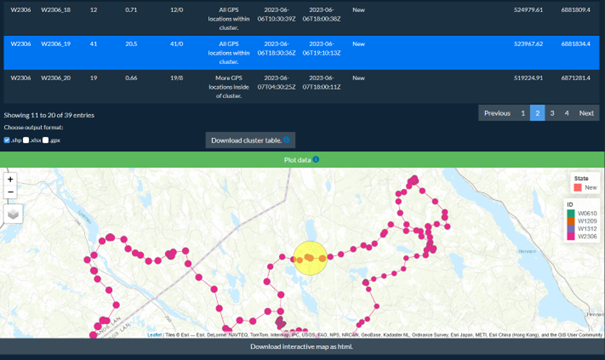 W2306 W2306_18 12 0.71 12/0 All GPS locations within cluster. 2023-06-06T10:30:39Z 2023-06-06T18:00:38Z New 524979.61 6881809.4
W2306 W2306_19 41 20.5 41/0 All GPS locations within cluster. 2023-06-06T18:30:36Z 2023-06-06T19:10:13Z New 523967.62 6881834.4
W2306 W2306_20 19 0.66 19/8 More GPS locations inside of cluster. 2023-06-07T04:30:25Z 2023-06-07T18:00:11Z New 519224.91 6871281.4
Showing 11 to 20 of 39 entries
Previous 1 2 3 4 Next
Choose output format:
.shp .xlsx .gpx
Download cluster table.
Plot data
+
−
State
New
ID
W0610
W1209
W1312
W2306
Leaflet | Tiles © Esri — Esri, DeLorme, NAVTEQ, TomTom, Intermap, iPC, USGS, FAO, NPS, NRCAN, GeoBase, Kadaster NL, Ordnance Survey, Esri Japan, METI, Esri China (Hong Kong), and the GIS User Community
Download interactive map as html.